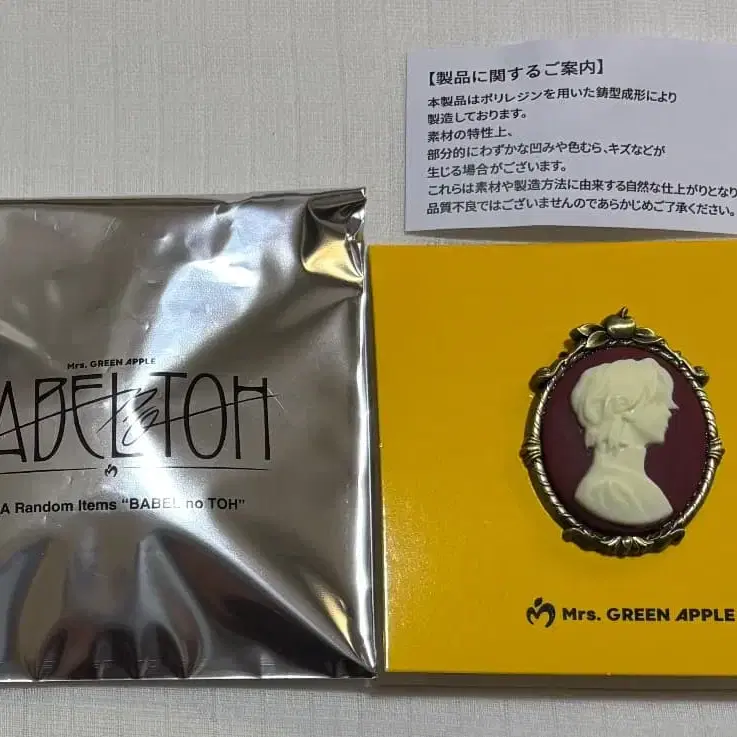 【製品に関するご案内】
本製品はポリレジンを用いた鋳型成形により
製造しております。
素材の特性上、
部分的にわずかな凹みや色むら、キズなどが
生じる場合がございます。
これらは素材や製造方法に由来する自然な仕上がりとなり
品質不良ではございませんのであらかじめご了承ください。
Mrs. GREEN APPLE
ABEL no TOH
A Random Items “BABEL no TOH”
Mrs. GREEN APPLE